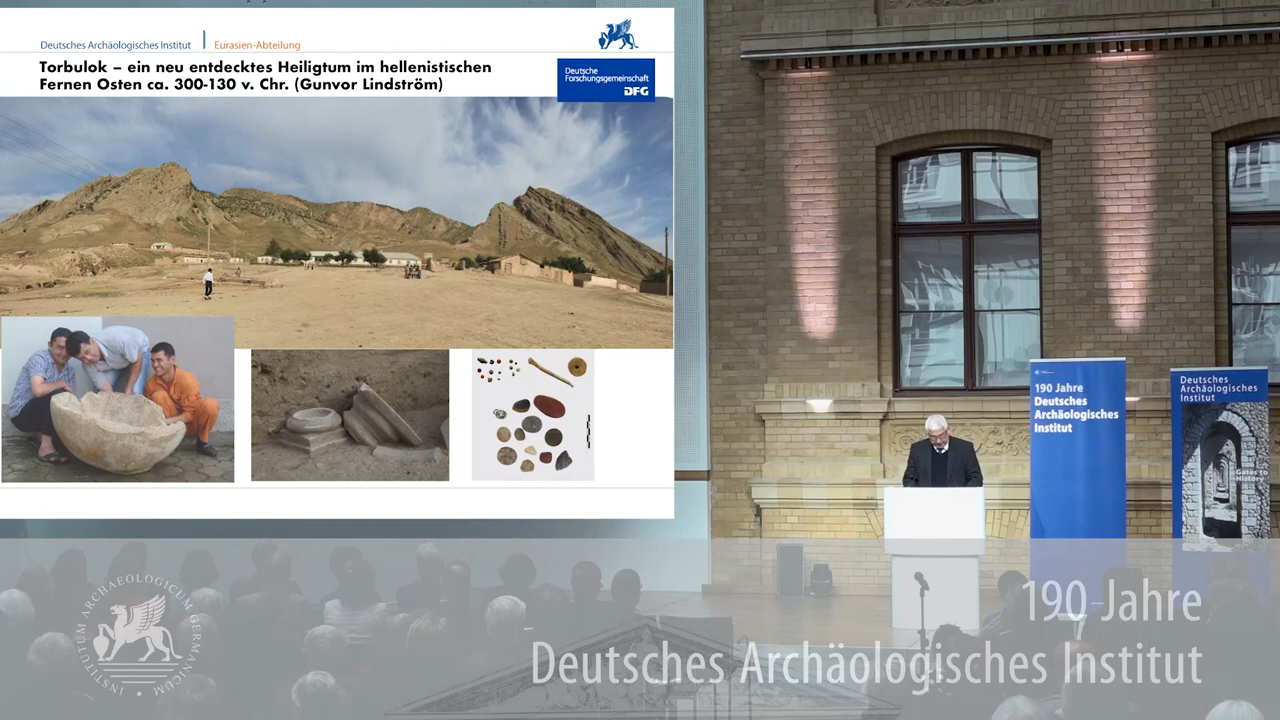 Deutsches Archäologisches Institut
Eurasien-Abteilung
Torbulok – ein neu entdecktes Heiligtum im hellenistischen
Fernen Osten ca. 300-130 v. Chr. (Gunvor Lindström)
Deutsche
Forschungsgemeinschaft
DFG
190 Jahre
Deutsches
Archäologisches
Institut
Deutsches
Archäologisches
Institut
Gates to
History
INSTITUTUM ARCHAEOLOGICUM GERMANICUM
190 Jahre
Deutsches Archäologisches Institut